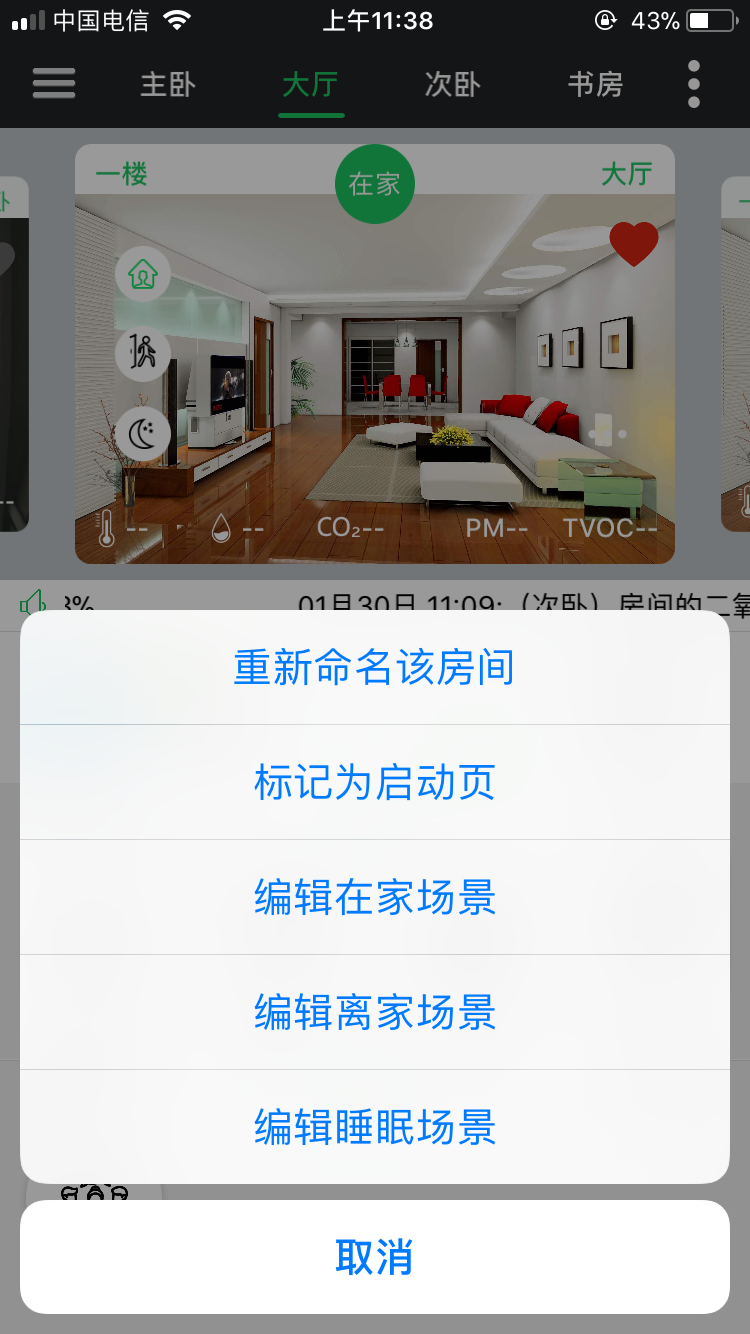 中国电信 上午11:38 43%
主卧 大厅 次卧 书房
一楼 在家 大厅
卧
-- -- CO₂-- PM-- TVOC--
3% 01月30日 11:09:（次卧）房间的二氧
重新命名该房间
标记为启动页
编辑在家场景
编辑离家场景
编辑睡眠场景
取消